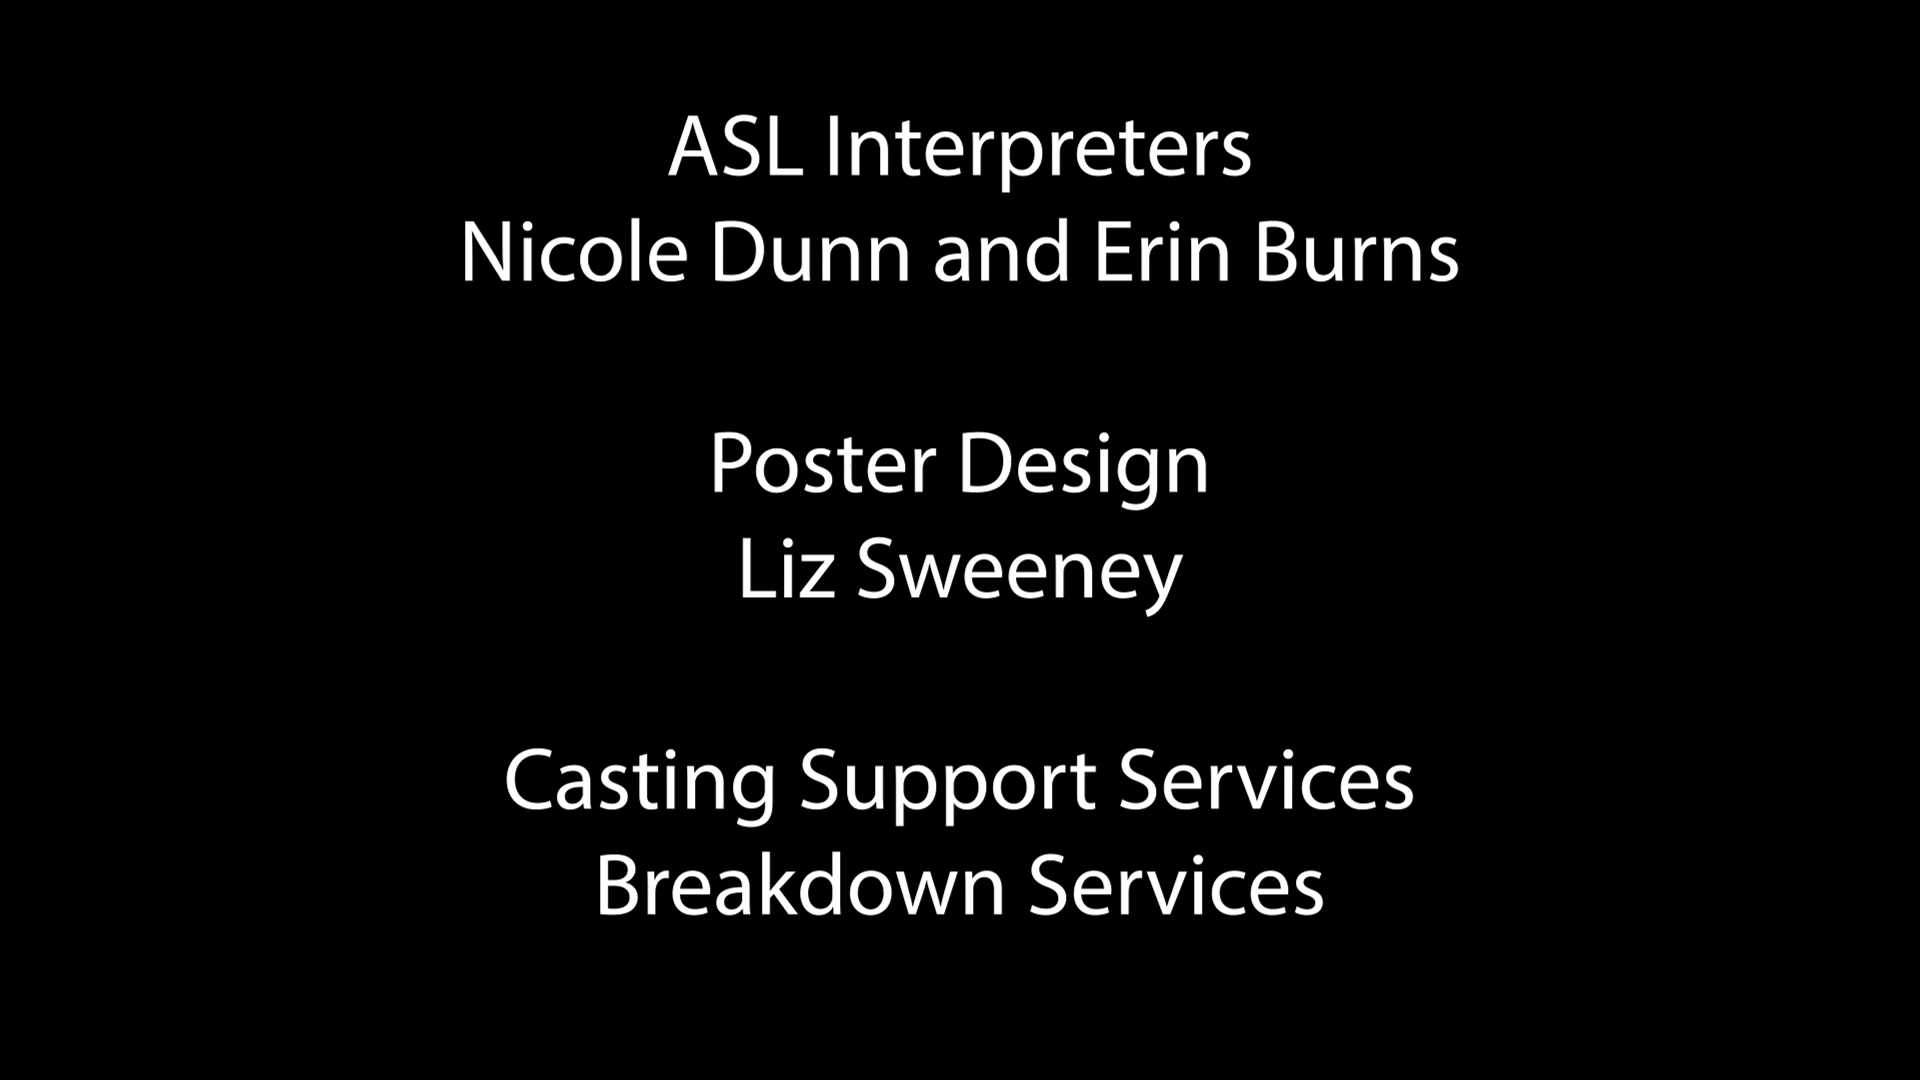 ASL Interpreters
Nicole Dunn and Erin Burns
Poster Design
Liz Sweeney
Casting Support Services
Breakdown Services